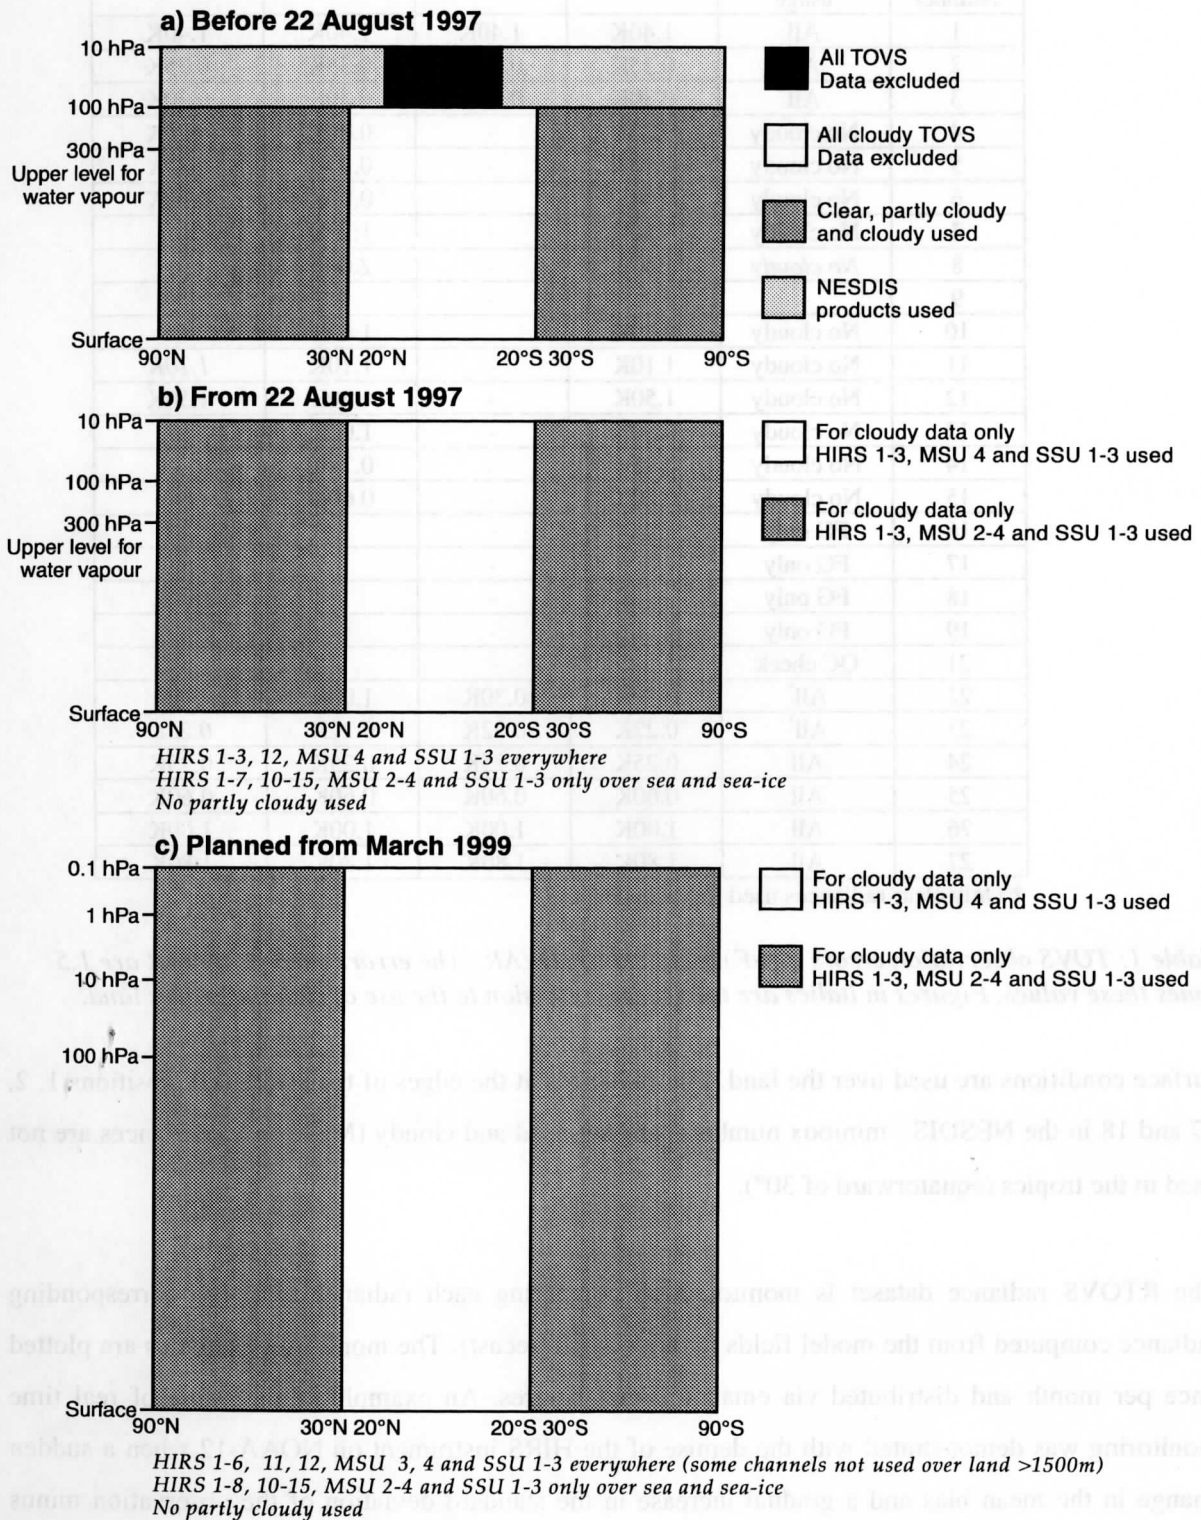 a) Before 22 August 1997
10 hPa
100 hPa
300 hPa
Upper level for
water vapour
Surface
90°N 30°N 20°N 20°S 30°S 90°S
All TOVS
Data excluded
All cloudy TOVS
Data excluded
Clear, partly cloudy
and cloudy used
NESDIS
products used
b) From 22 August 1997
10 hPa
100 hPa
300 hPa
Upper level for
water vapour
Surface
90°N 30°N 20°N 20°S 30°S 90°S
For cloudy data only
HIRS 1-3, MSU 4 and SSU 1-3 used
For cloudy data only
HIRS 1-3, MSU 2-4 and SSU 1-3 used
HIRS 1-3, 12, MSU 4 and SSU 1-3 everywhere
HIRS 1-7, 10-15, MSU 2-4 and SSU 1-3 only over sea and sea-ice
No partly cloudy used
c) Planned from March 1999
0.1 hPa
1 hPa
10 hPa
100 hPa
Surface
90°N 30°N 20°N 20°S 30°S 90°S
For cloudy data only
HIRS 1-3, MSU 4 and SSU 1-3 used
For cloudy data only
HIRS 1-3, MSU 2-4 and SSU 1-3 used
HIRS 1-6, 11, 12, MSU 3, 4 and SSU 1-3 everywhere (some channels not used over land >1500m)
HIRS 1-8, 10-15, MSU 2-4 and SSU 1-3 only over sea and sea-ice
No partly cloudy used